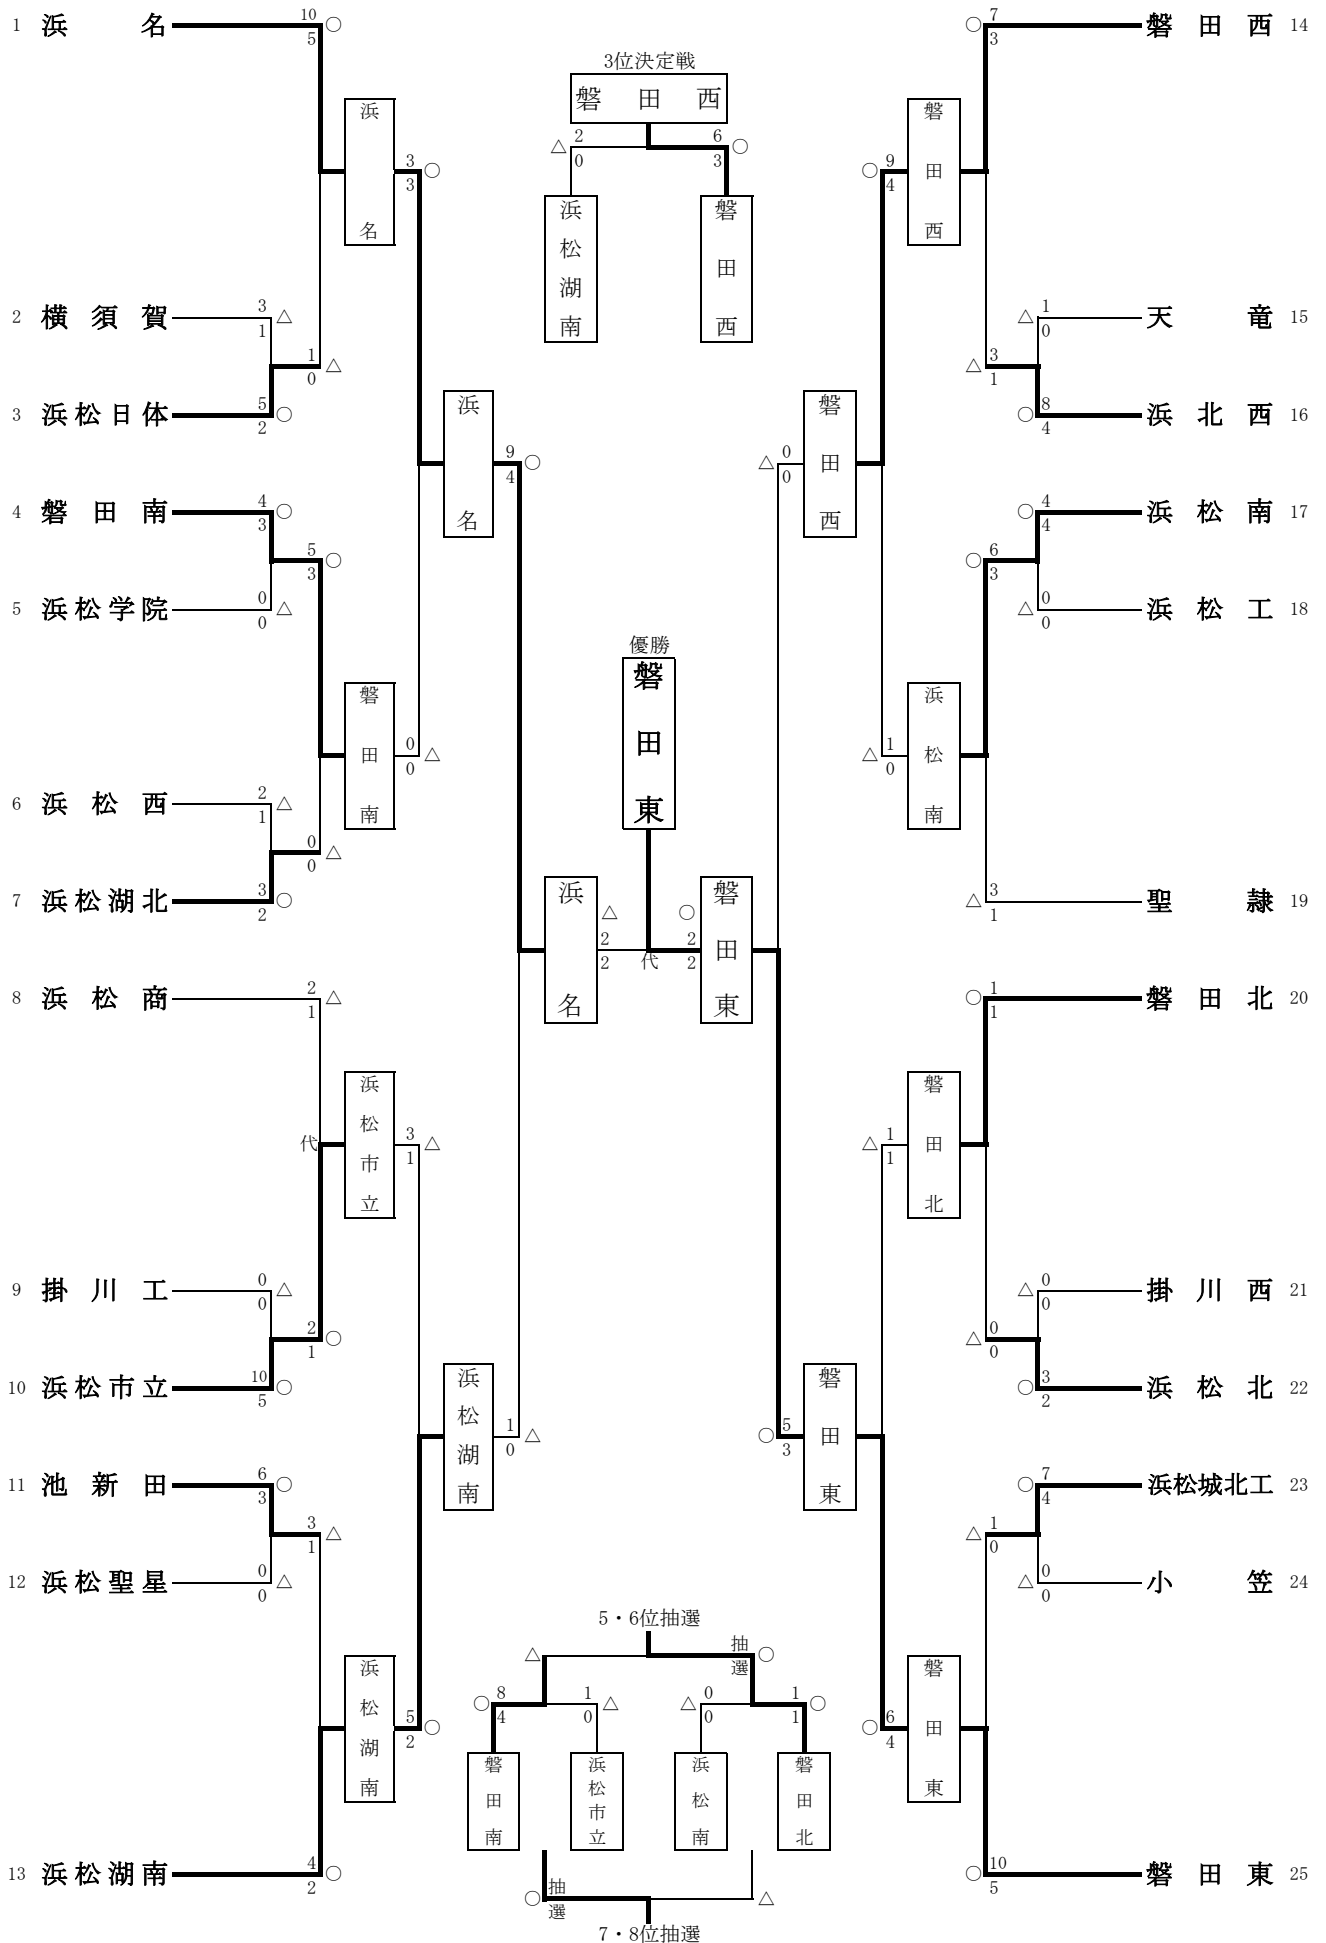 1 浜名 10 5 ○
2 横須賀 3 1 △
1 0 △
3 浜松日体 5 2 ○
浜名 3 3 ○
4 磐田南 4 3 ○
5 3 ○
5 浜松学院 0 0 △
6 浜松西 2 1 △
0 0 △
7 浜松湖北 3 2 ○
磐田南 0 0 △
浜名 9 4 ○
8 浜松商 2 1 △
代
9 掛川工 0 0 △
2 1 ○
10 浜松市立 10 5 ○
浜松市立 3 1 △
11 池新田 6 3 ○
3 1 △
12 浜松聖星 0 0 △
13 浜松湖南 4 2 ○
浜松湖南 5 2 ○
浜松湖南 1 0 △
3位決定戦
磐田西
△ 2 0 6 3 ○
浜松湖南 磐田西
優勝
磐田東
浜名 △ 2 2 代 ○ 2 2 磐田東
○ 7 3 磐田西 14
△ 1 0 天竜 15
△ 3 1
○ 8 4 浜北西 16
○ 9 4 磐田西
○ 4 4 浜松南 17
○ 6 3
△ 0 0 浜松工 18
△ 3 1 聖隷 19
△ 1 0 浜松南
△ 0 0 磐田西
○ 1 1 磐田北 20
△ 0 0 掛川西 21
△ 0 0
○ 3 2 浜松北 22
△ 1 1 磐田北
○ 7 4 浜松城北工 23
△ 1 0
△ 0 0 小笠 24
○ 10 5 磐田東 25
○ 6 4 磐田東
○ 5 3 磐田東
5・6位抽選
△ 抽選 ○
○ 8 4 1 0 △ △ 0 0 1 1 ○
磐田南 浜松市立 浜松南 磐田北
○ 抽選 △
7・8位抽選